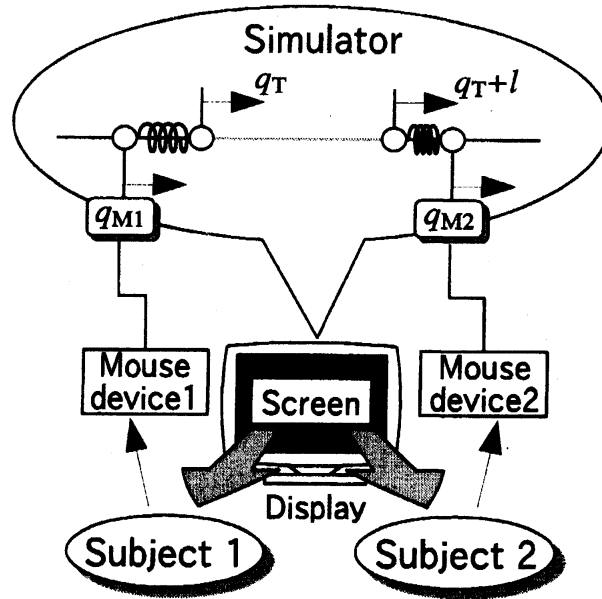 Simulator
qT
qT+l
qM1
qM2
Mouse device1
Screen
Mouse device2
Display
Subject 1
Subject 2